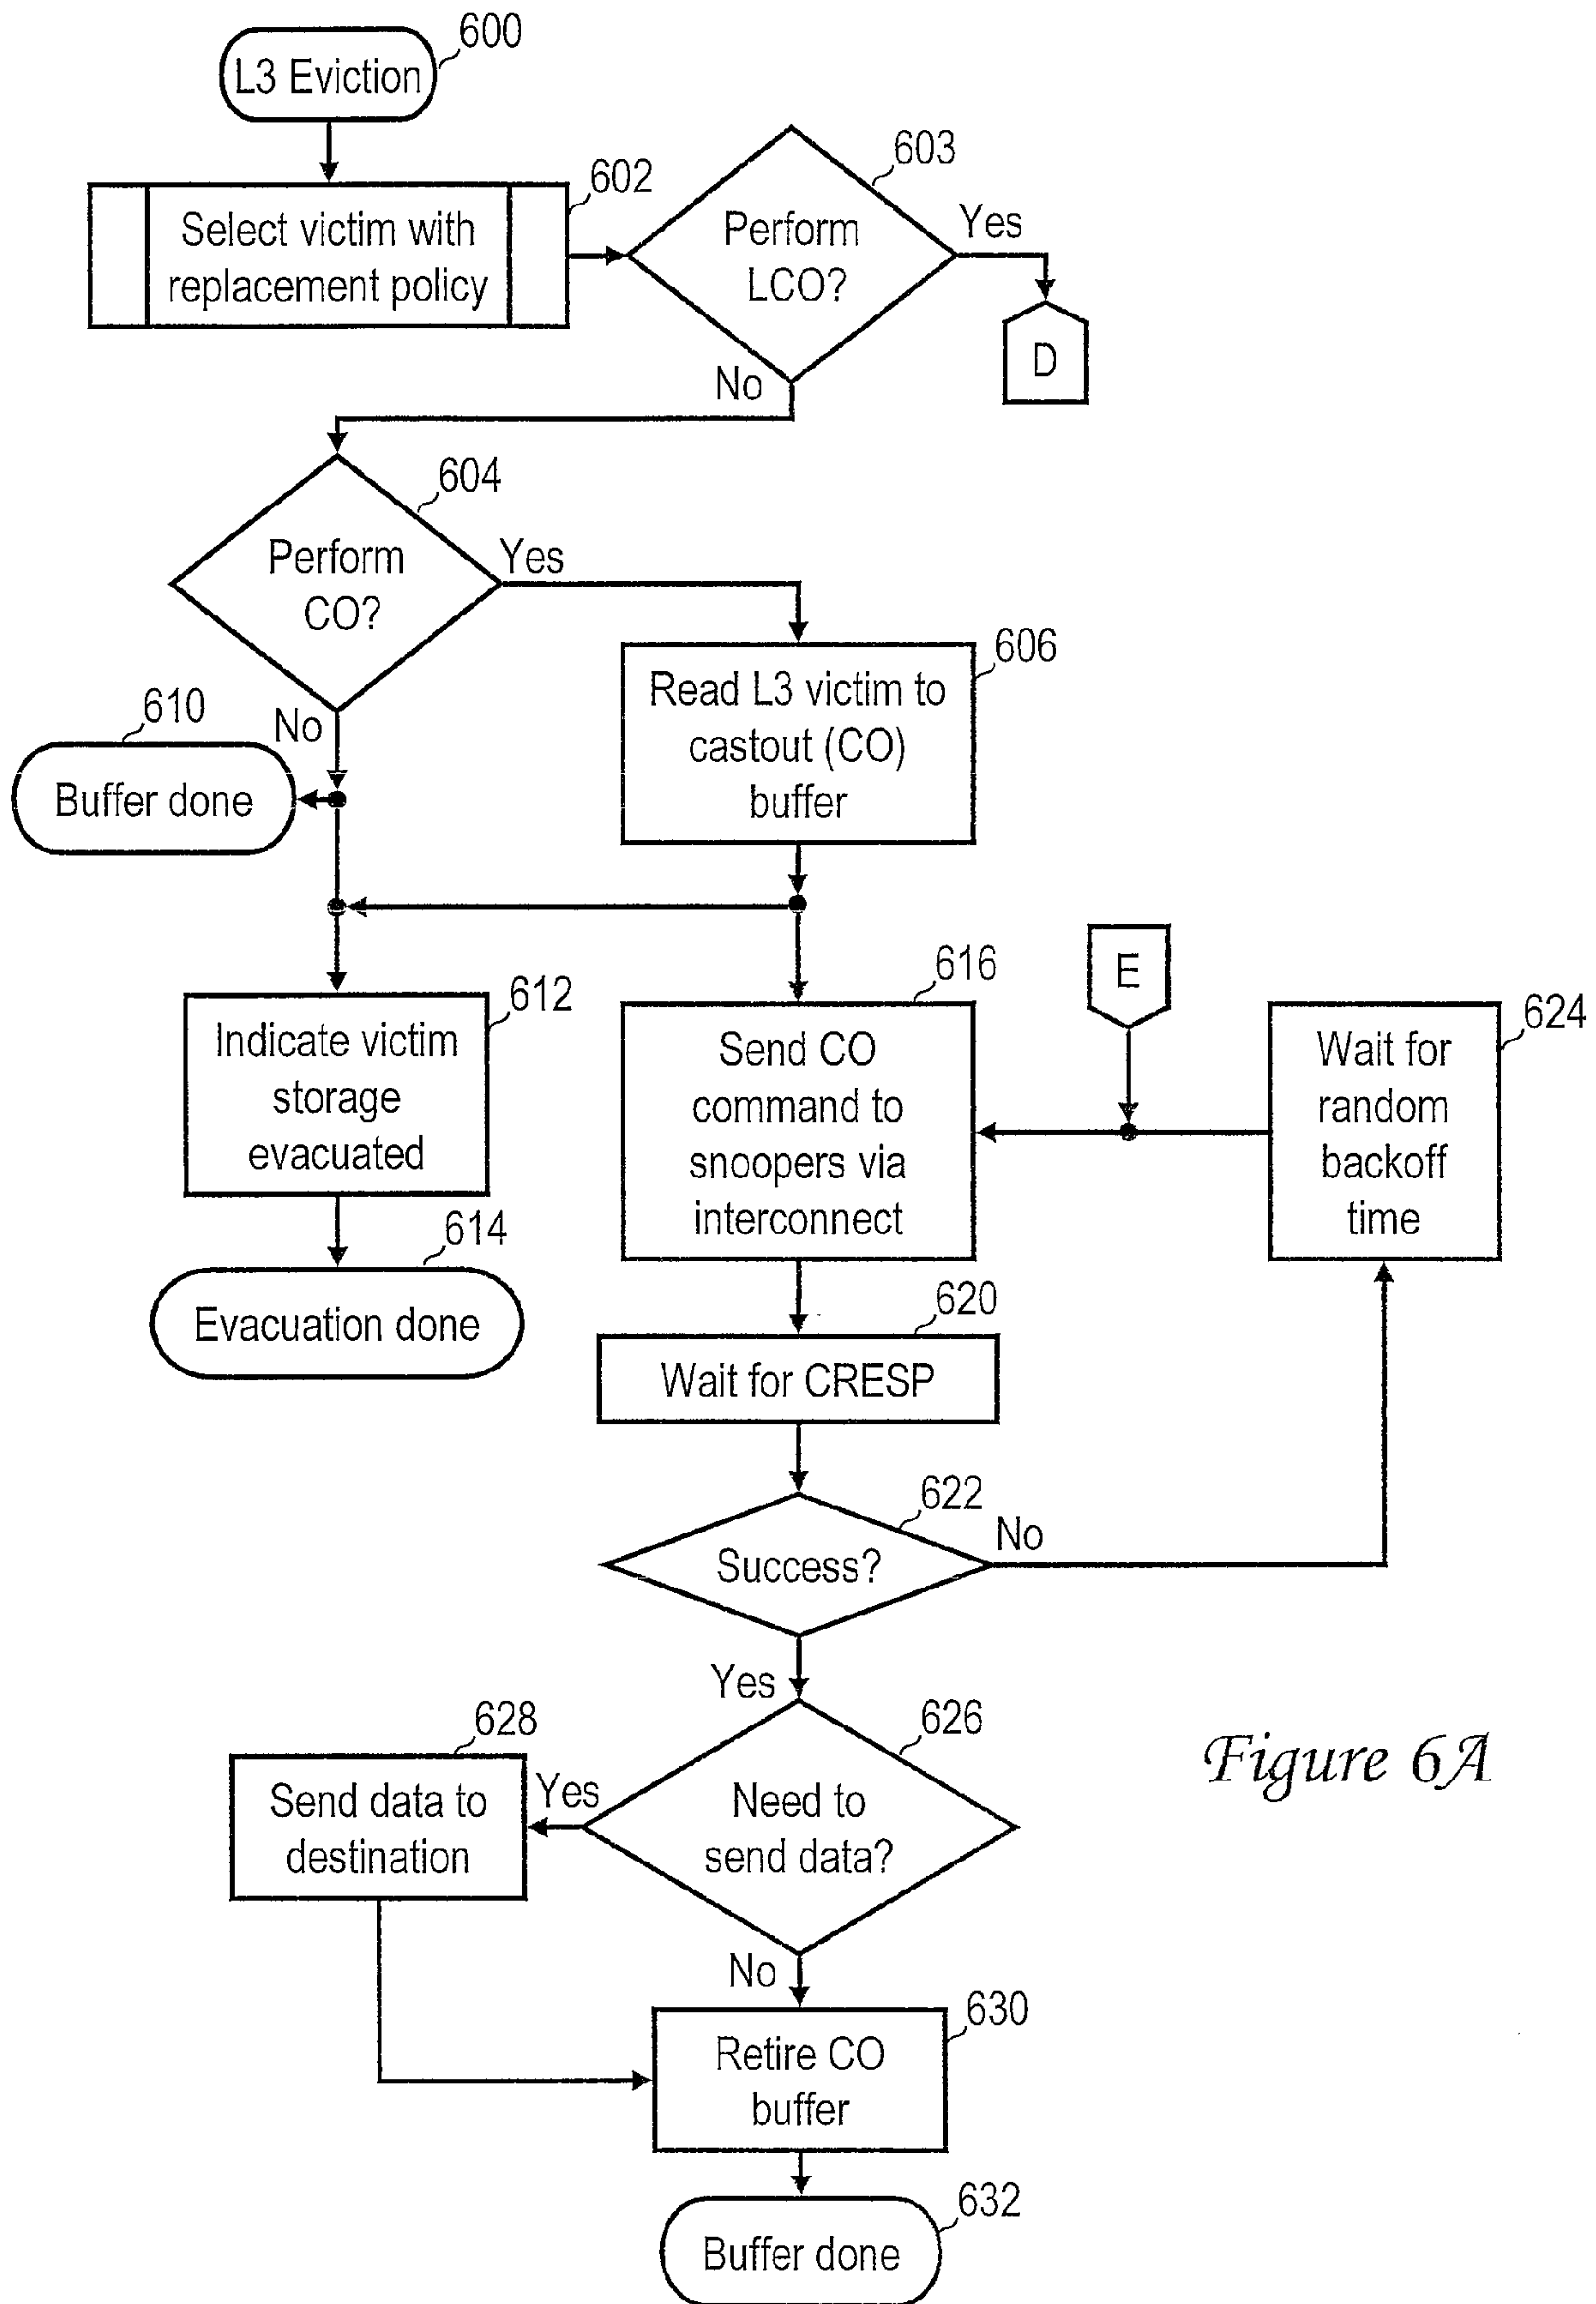 600
L3 Eviction
602
603
Select victim with
replacement policy
Perform
LCO?
Yes
D
No
604
Perform
CO?
Yes
606
Read L3 victim to
castout (CO)
buffer
610
No
Buffer done
612
Indicate victim
storage
evacuated
616
Send CO
command to
snoopers via
interconnect
E
624
Wait for
random
backoff
time
614
Evacuation done
620
Wait for CRESP
622
Success?
No
Yes
626
Need to
send data?
628
Yes
Send data to
destination
No
630
Retire CO
buffer
632
Buffer done
Figure 6A